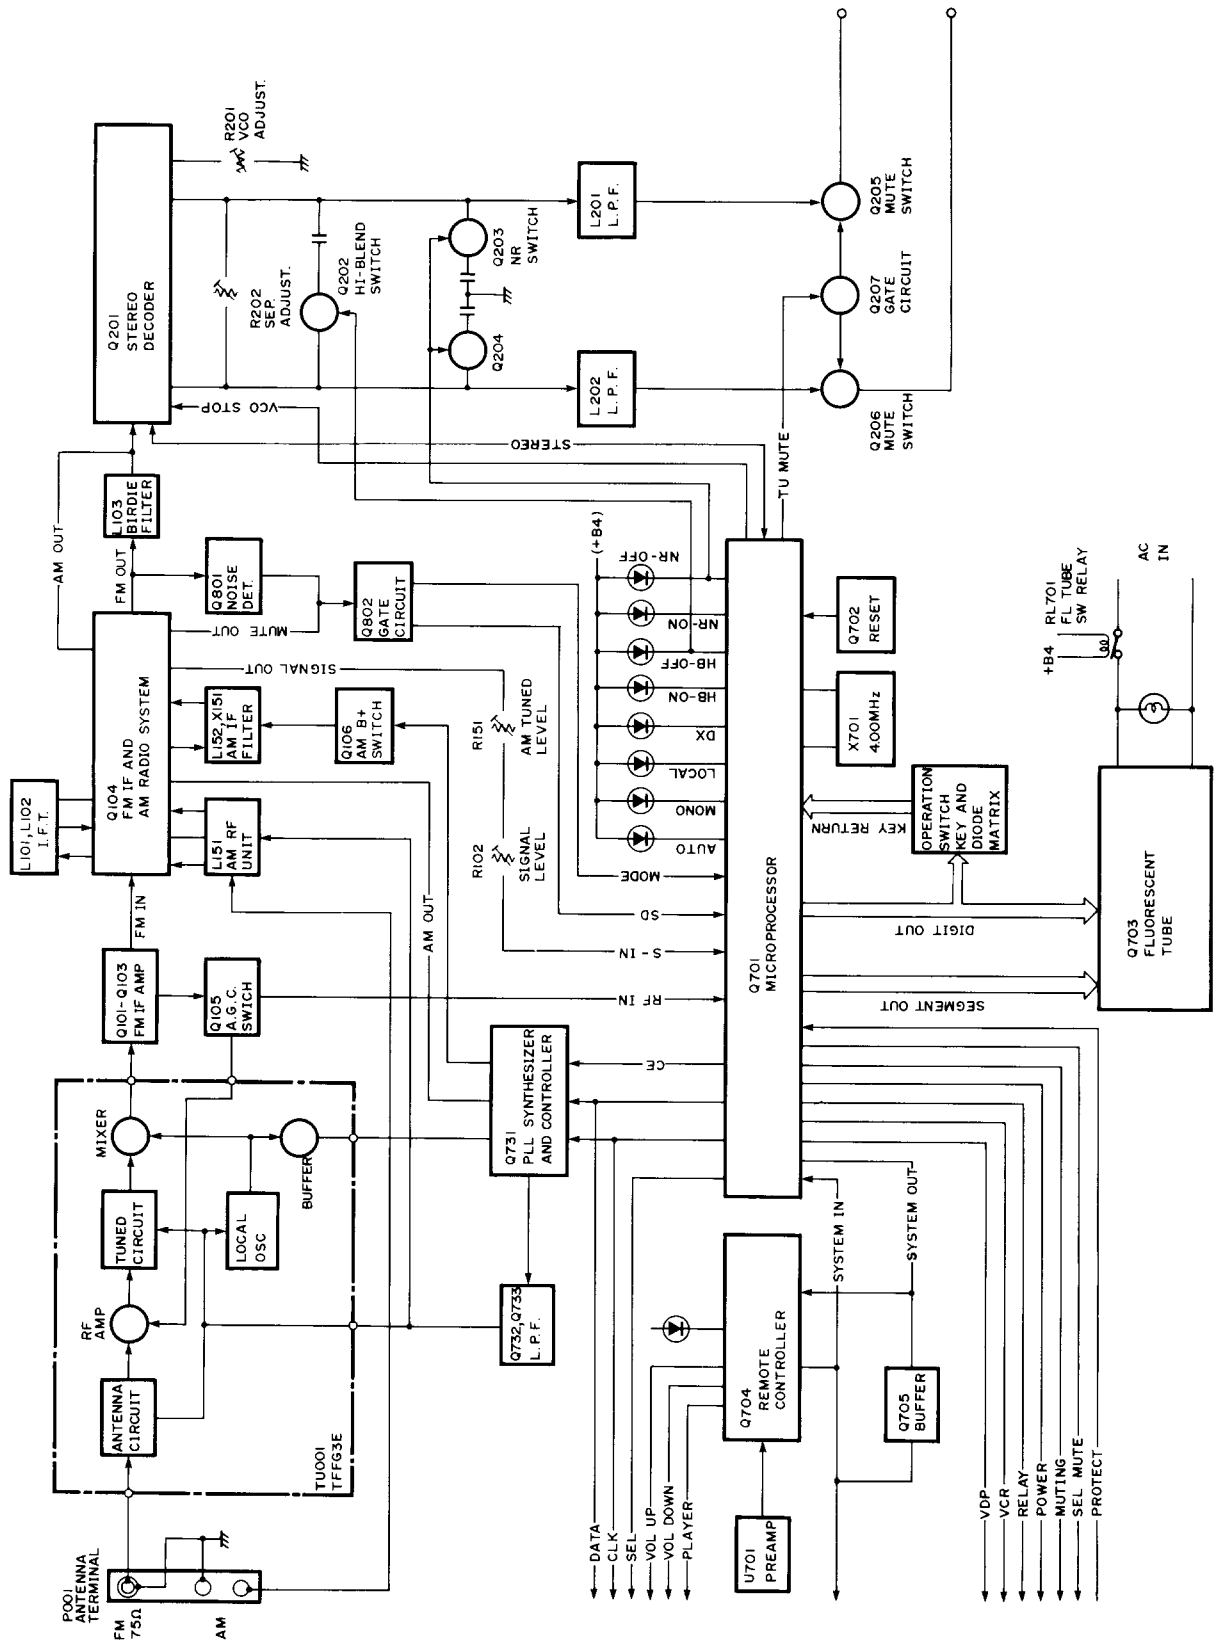 P001
ANTENNA
TERMINAL
FM
75Ω
AM
TU001
TFFG3E
ANTENNA
CIRCUIT
RF
AMP
TUNED
CIRCUIT
MIXER
LOCAL
OSC
BUFFER
Q101-Q103
FM IF AMP
Q105
A.G.C.
SWICH
FM IN
L101, L102
I.F.T.
Q104
FM IF AND
AM RADIO SYSTEM
L151
AM RF
UNIT
L152, X151
AM IF
FILTER
Q106
AM B+
SWITCH
AM OUT
FM OUT
L103
BIRDIE
FILTER
Q801
NOISE
DET.
MUTE OUT
Q802
GATE
CIRCUIT
SIGNAL OUT
R151
AM TUNED
LEVEL
R102
SIGNAL
LEVEL
AM OUT
RF IN
S-IN
SD
MODE
Q201
STEREO
DECODER
R201
VCO
ADJUST.
R202
SEP.
ADJUST.
Q202
HI-BLEND
SWITCH
Q203
NR
SWITCH
Q204
VCO STOP
STEREO
L201
L.P.F.
L202
L.P.F.
Q205
MUTE
SWITCH
Q207
GATE
CIRCUIT
Q206
MUTE
SWITCH
TU MUTE
(+B4)
AUTO
MONO
LOCAL
DX
HB-ON
HB-OFF
NR-ON
NR-OFF
Q731
PLL SYNTHESIZER
AND CONTROLLER
CE
Q732, Q733
L.P.F.
Q701
MICROPROCESSOR
Q702
RESET
X701
4.00MHz
OPERATION
SWITCH
KEY AND
DIODE
MATRIX
KEY RETURN
DIGIT OUT
SEGMENT OUT
Q703
FLUORESCENT
TUBE
+B4
RL701
FL TUBE
SW RELAY
AC
IN
Q704
REMOTE
CONTROLLER
Q705
BUFFER
U701
PREAMP
SYSTEM IN
SYSTEM OUT
DATA
CLK
SEL
VOL UP
VOL DOWN
PLAYER
VDP
VCR
RELAY
POWER
MUTING
SEL MUTE
PROTECT